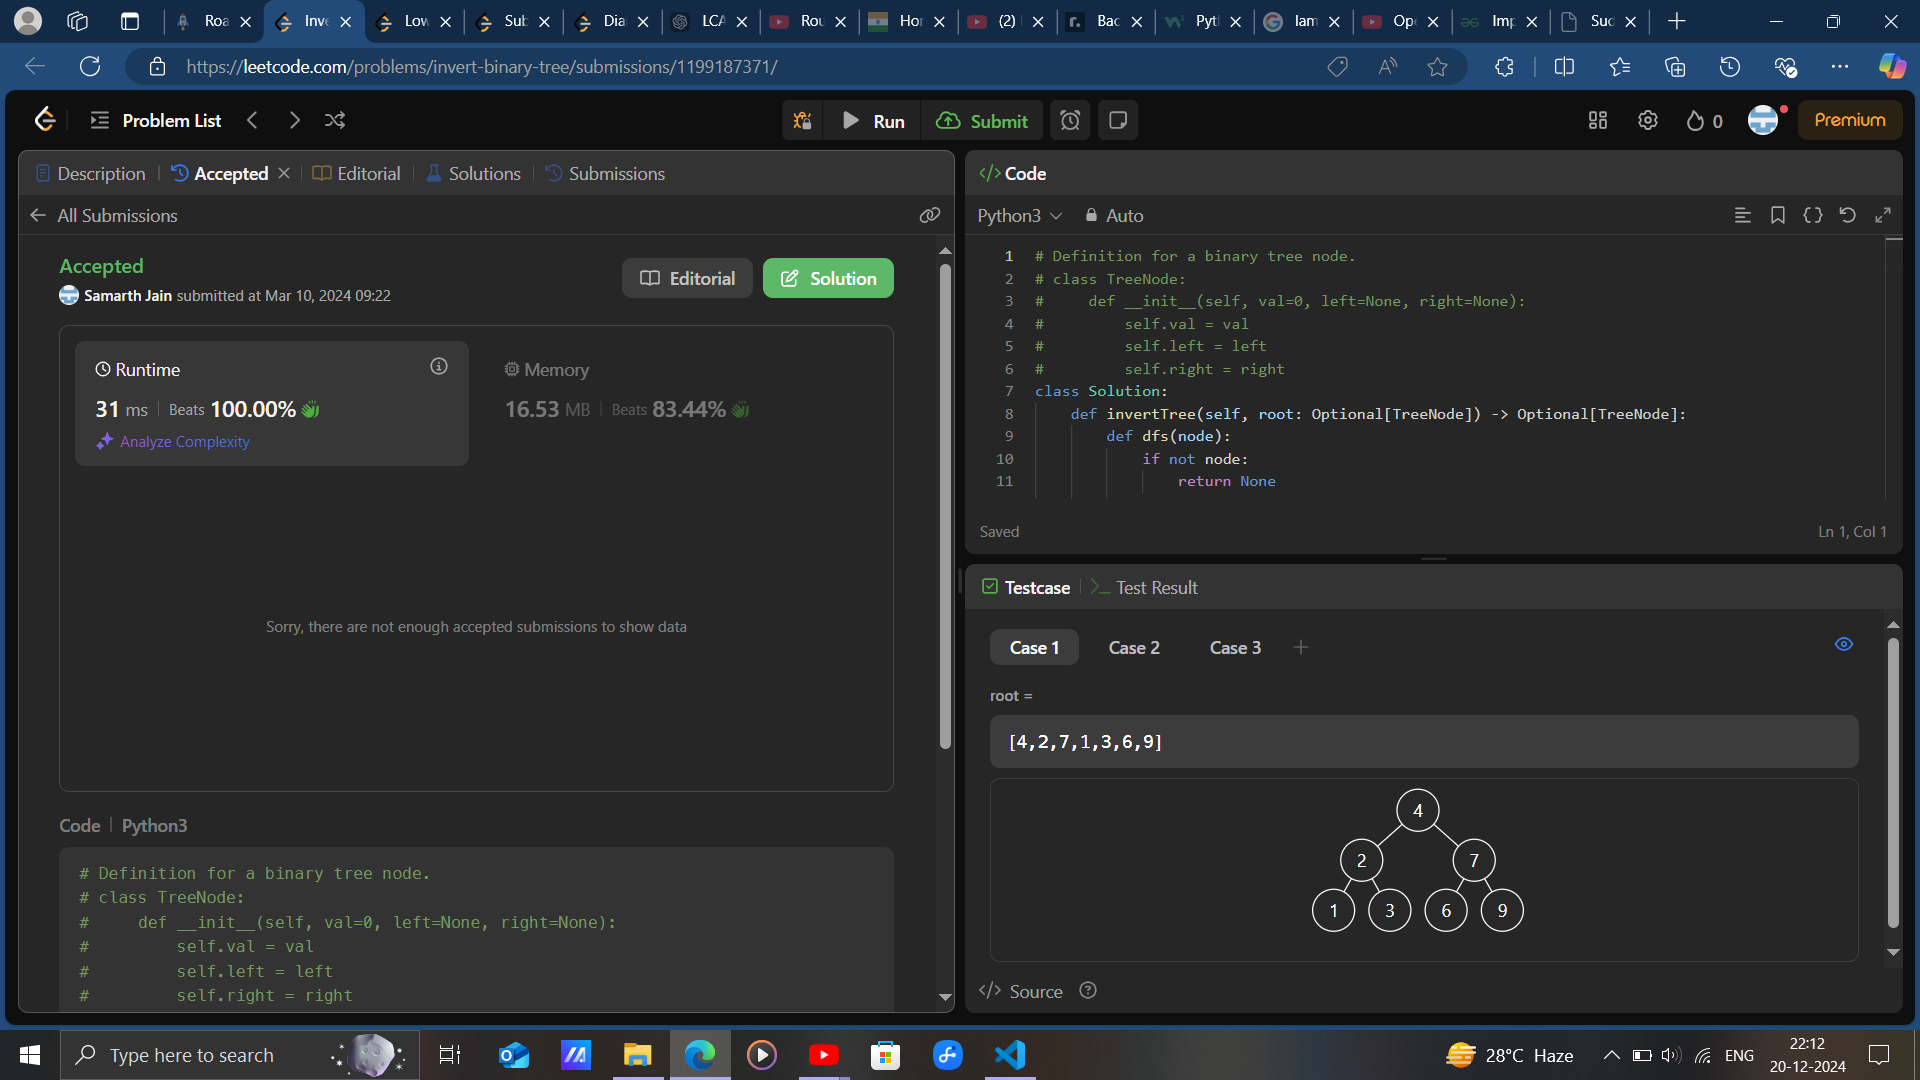 Roa
Inve
Low
Sub
Dia
LCA
Rou
Hor
(2)
Bac
Pyt
Iam
Op
Imp
Suc
https://leetcode.com/problems/invert-binary-tree/submissions/1199187371/
Problem List
Run
Submit
0
Premium
Description
Accepted
Editorial
Solutions
Submissions
All Submissions
Accepted
Samarth Jain submitted at Mar 10, 2024 09:22
Editorial
Solution
Runtime
31 ms | Beats 100.00%
Analyze Complexity
Memory
16.53 MB | Beats 83.44%
Sorry, there are not enough accepted submissions to show data
Code | Python3
# Definition for a binary tree node.
# class TreeNode:
#     def __init__(self, val=0, left=None, right=None):
#         self.val = val
#         self.left = left
#         self.right = right
</> Code
Python3
Auto
1 # Definition for a binary tree node.
2 # class TreeNode:
3 #     def __init__(self, val=0, left=None, right=None):
4 #         self.val = val
5 #         self.left = left
6 #         self.right = right
7 class Solution:
8     def invertTree(self, root: Optional[TreeNode]) -> Optional[TreeNode]:
9         def dfs(node):
10             if not node:
11                 return None
Saved
Ln 1, Col 1
Testcase
>_ Test Result
Case 1
Case 2
Case 3
+
root =
[4,2,7,1,3,6,9]
4
2 7
1 3 6 9
</> Source
Type here to search
28°C Haze
ENG
22:12
20-12-2024